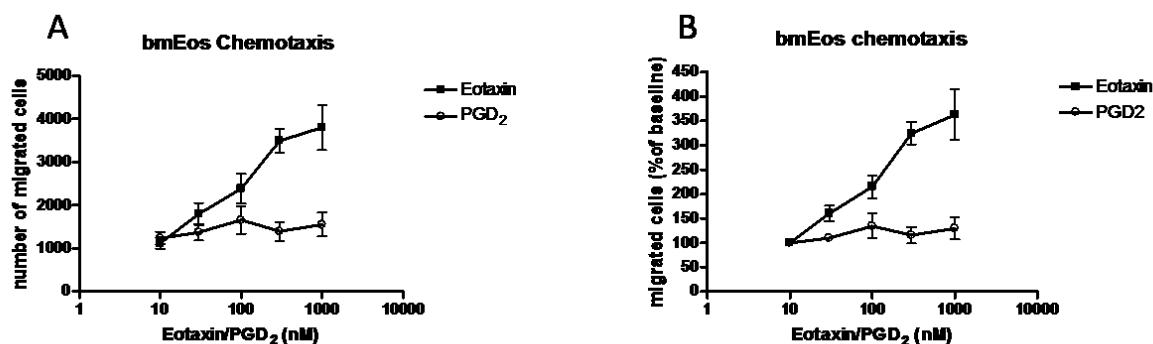 A
bmEos Chemotaxis
number of migrated cells
5000
4000
3000
2000
1000
0
1 10 100 1000 10000
Eotaxin/PGD₂ (nM)
Eotaxin
PGD₂
B
bmEos chemotaxis
migrated cells (%of baseline)
450
400
350
300
250
200
150
100
50
0
1 10 100 1000 10000
Eotaxin/PGD₂ (nM)
Eotaxin
PGD2